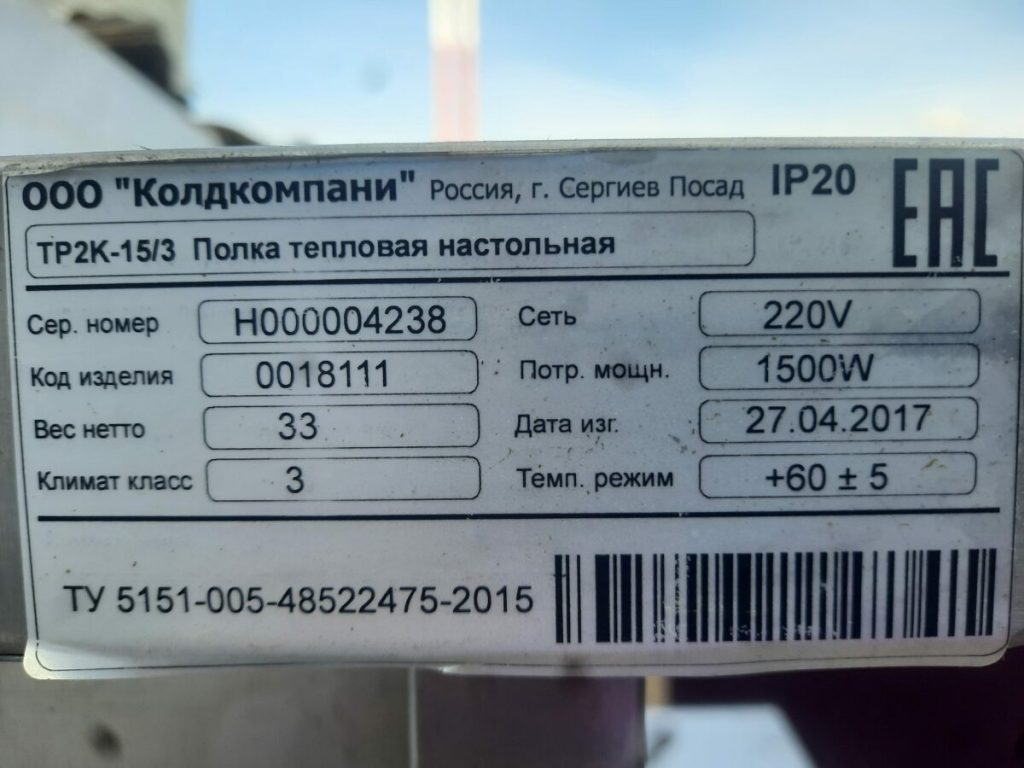 ООО "Колдкомпани" Россия, г. Сергиев Посад IP20 EAC
ТР2К-15/3 Полка тепловая настольная
Сер. номер Н000004238 Сеть 220V
Код изделия 0018111 Потр. мощн. 1500W
Вес нетто 33 Дата изг. 27.04.2017
Климат класс 3 Темп. режим +60 ± 5
ТУ 5151-005-48522475-2015